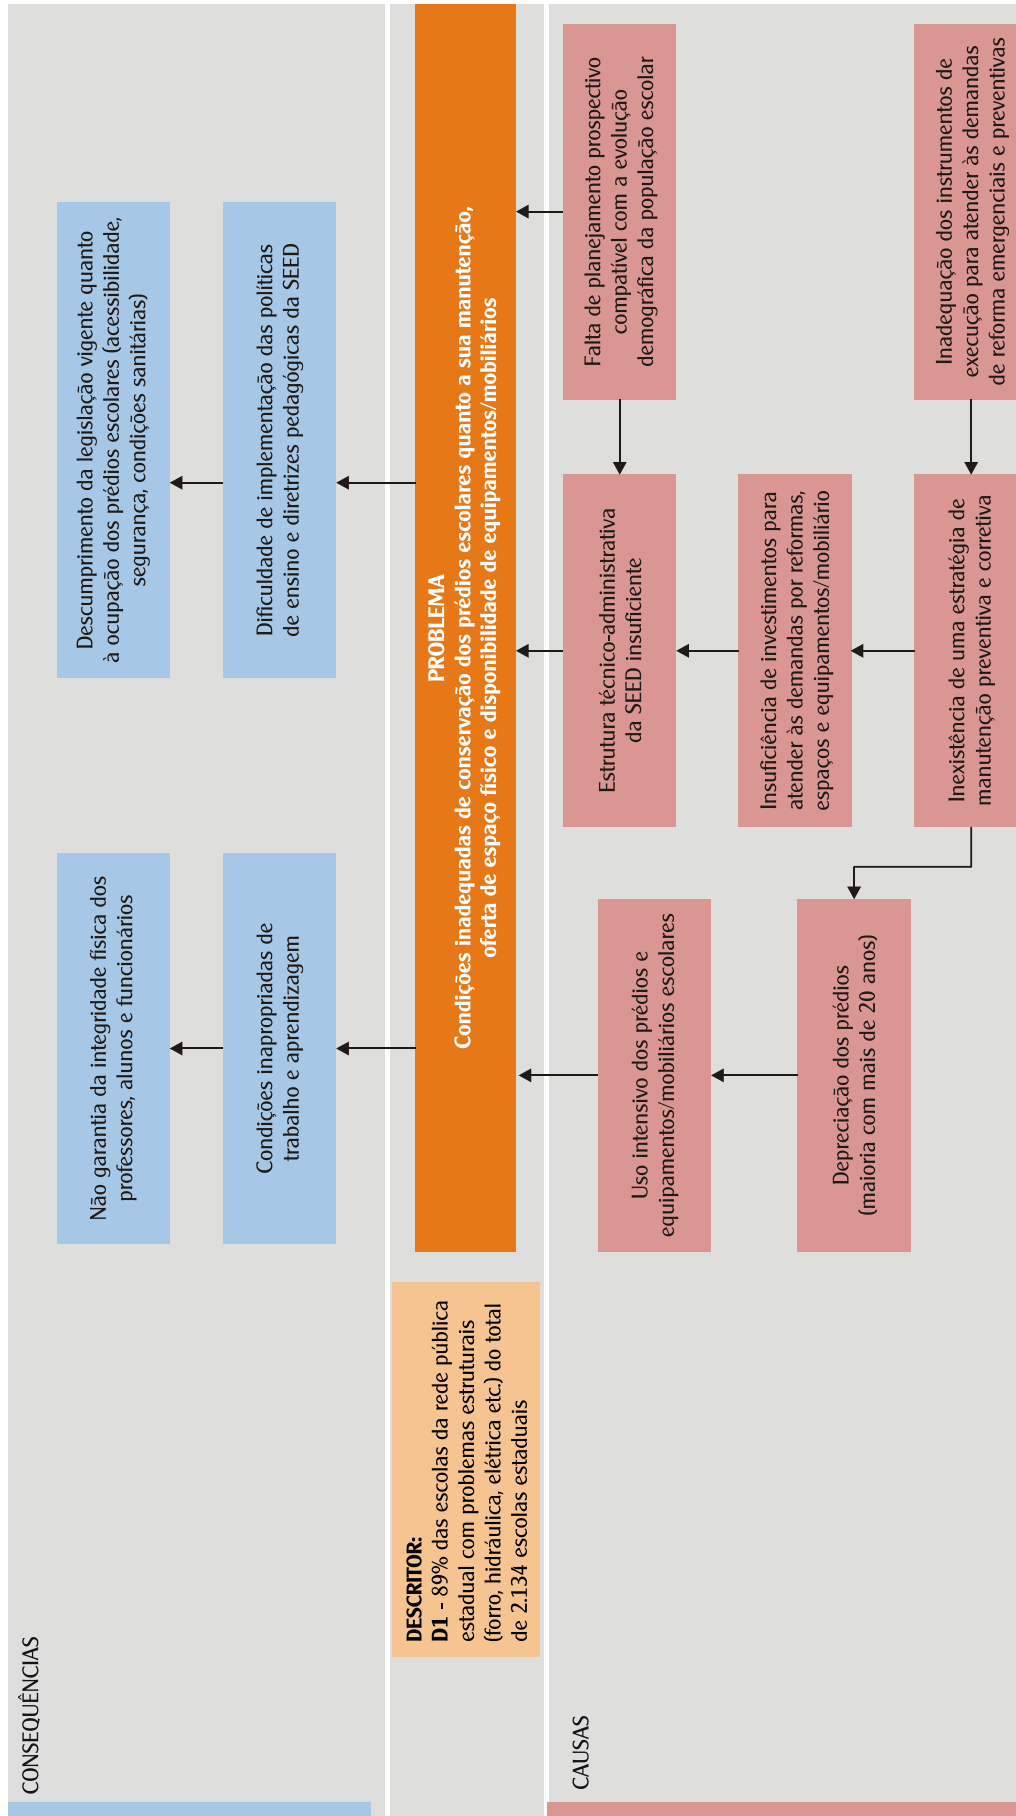 CONSEQUÊNCIAS
Não garantia da integridade física dos
professores, alunos e funcionários
Descumprimento da legislação vigente quanto
à ocupação dos prédios escolares (acessibilidade,
segurança, condições sanitárias)
Condições inapropriadas de
trabalho e aprendizagem
Dificuldade de implementação das políticas
de ensino e diretrizes pedagógicas da SEED
DESCRITOR:
D1 - 89% das escolas da rede pública
estadual com problemas estruturais
(forro, hidráulica, elétrica etc.) do total
de 2.134 escolas estaduais
PROBLEMA
Condições inadequadas de conservação dos prédios escolares quanto a sua manutenção,
oferta de espaço físico e disponibilidade de equipamentos/mobiliários
CAUSAS
Uso intensivo dos prédios e
equipamentos/mobiliários escolares
Estrutura técnico-administrativa
da SEED insuficiente
Falta de planejamento prospectivo
compatível com a evolução
demográfica da população escolar
Depreciação dos prédios
(maioria com mais de 20 anos)
Insuficiência de investimentos para
atender às demandas por reformas,
espaços e equipamentos/mobiliário
Inexistência de uma estratégia de
manutenção preventiva e corretiva
Inadequação dos instrumentos de
execução para atender às demandas
de reforma emergenciais e preventivas